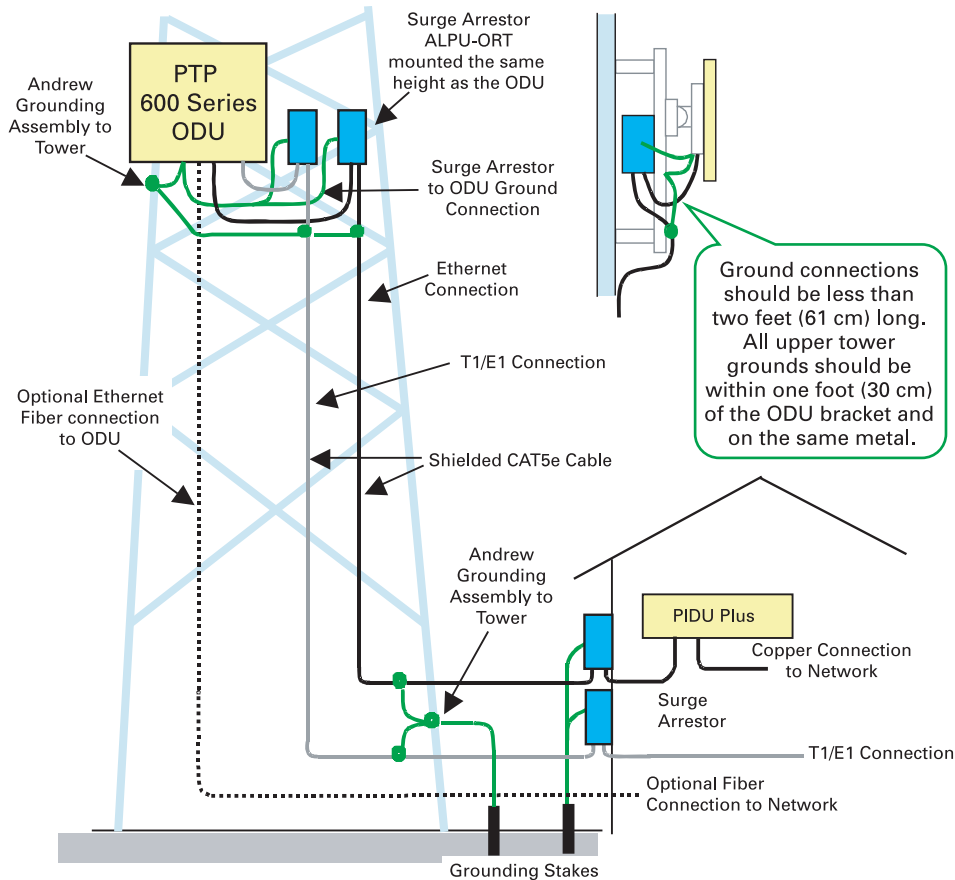 Surge Arrestor
ALPU-ORT
mounted the same
height as the ODU
PTP
600 Series
ODU
Andrew
Grounding
Assembly to
Tower
Surge Arrestor
to ODU Ground
Connection
Ethernet
Connection
Ground connections
should be less than
two feet (61 cm) long.
All upper tower
grounds should be
within one foot (30 cm)
of the ODU bracket and
on the same metal.
T1/E1 Connection
Optional Ethernet
Fiber connection
to ODU
Shielded CAT5e Cable
Andrew
Grounding
Assembly to
Tower
PIDU Plus
Copper Connection
to Network
Surge
Arrestor
T1/E1 Connection
Optional Fiber
Connection to Network
Grounding Stakes